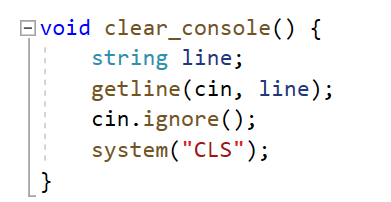 void clear_console() {
    string line;
    getline(cin, line);
    cin.ignore();
    system("CLS");
}